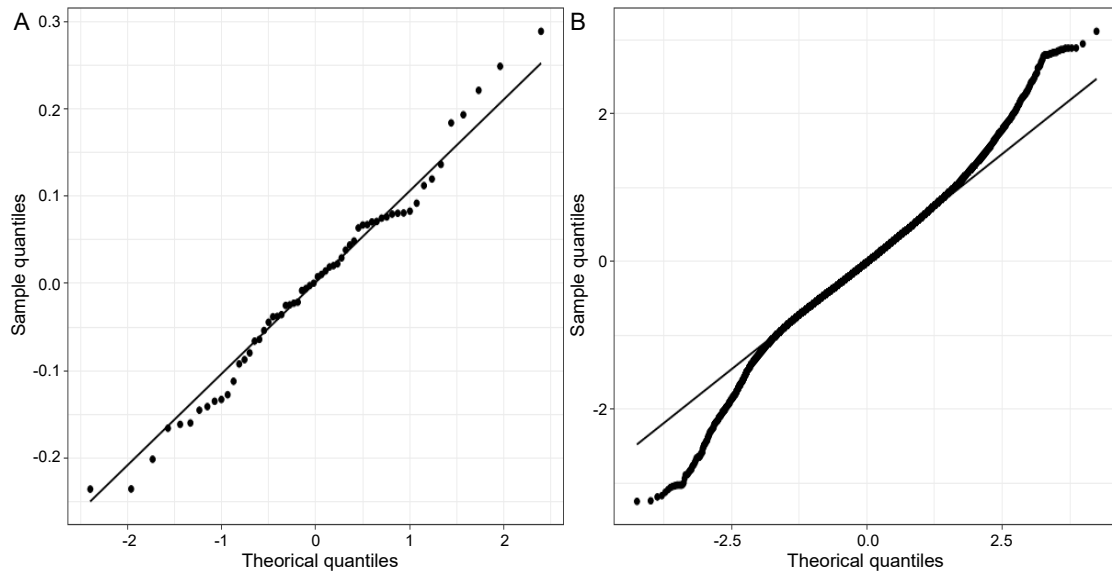 A
0.3
0.2
0.1
0.0
-0.1
-0.2
Sample quantiles
-2
-1
0
1
2
Theorical quantiles
B
2
0
-2
Sample quantiles
-2.5
0.0
2.5
Theorical quantiles